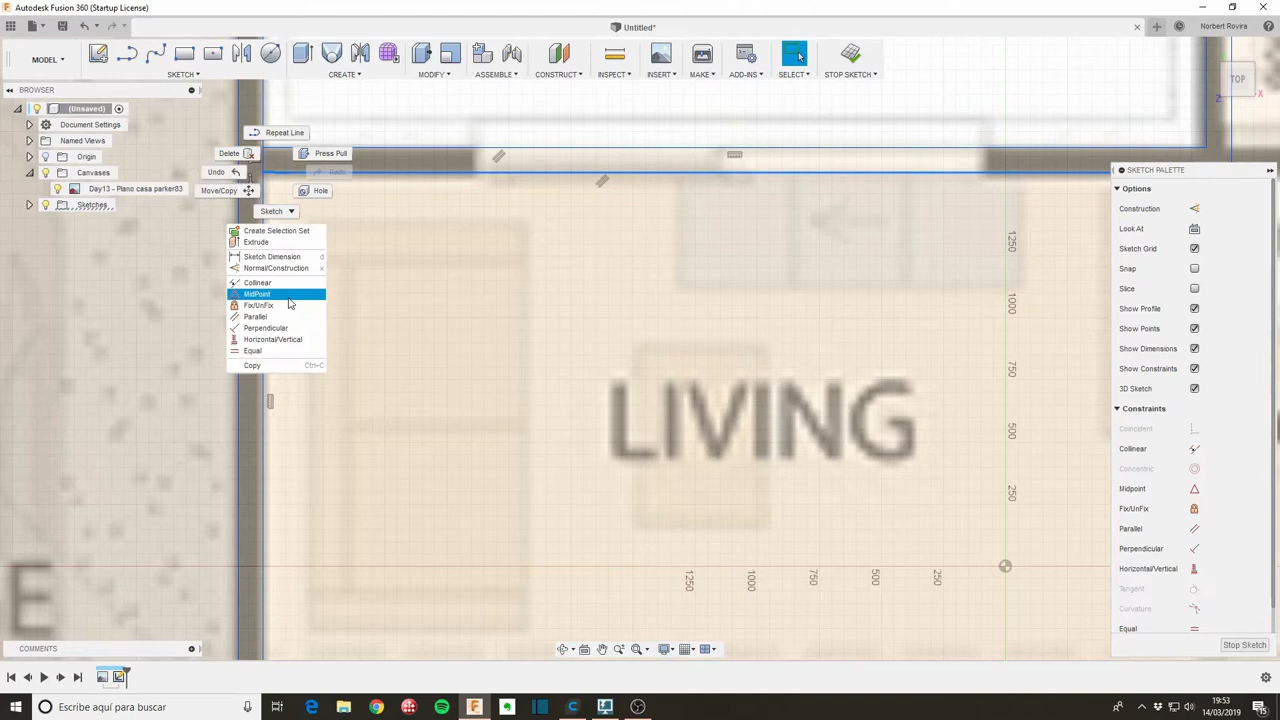 Autodesk Fusion 360 (Startup License)
Untitled*
Norbert Rovira
MODEL
SKETCH
CREATE
MODIFY
ASSEMBLE
CONSTRUCT
INSPECT
INSERT
MAKE
ADD-INS
SELECT
STOP SKETCH
TOP
X
Z
BROWSER
(Unsaved)
Document Settings
Named Views
Origin
Canvases
Day13 - Plano casa parker83
Sketches
Repeat Line
Delete
Press Pull
Undo
Redo
Move/Copy
Hole
Sketch
Create Selection Set
Extrude
Sketch Dimension d
Normal/Construction x
Collinear
MidPoint
Fix/UnFix
Parallel
Perpendicular
Horizontal/Vertical
Equal
Copy Ctrl+C
LIVING
E
1250
1000
750
500
250
1250
1000
750
500
250
SKETCH PALETTE
Options
Construction
Look At
Sketch Grid
Snap
Slice
Show Profile
Show Points
Show Dimensions
Show Constraints
3D Sketch
Constraints
Coincident
Collinear
Concentric
Midpoint
Fix/UnFix
Parallel
Perpendicular
Horizontal/Vertical
Tangent
Curvature
Equal
Stop Sketch
COMMENTS
Escribe aquí para buscar
19:53
14/03/2019
15